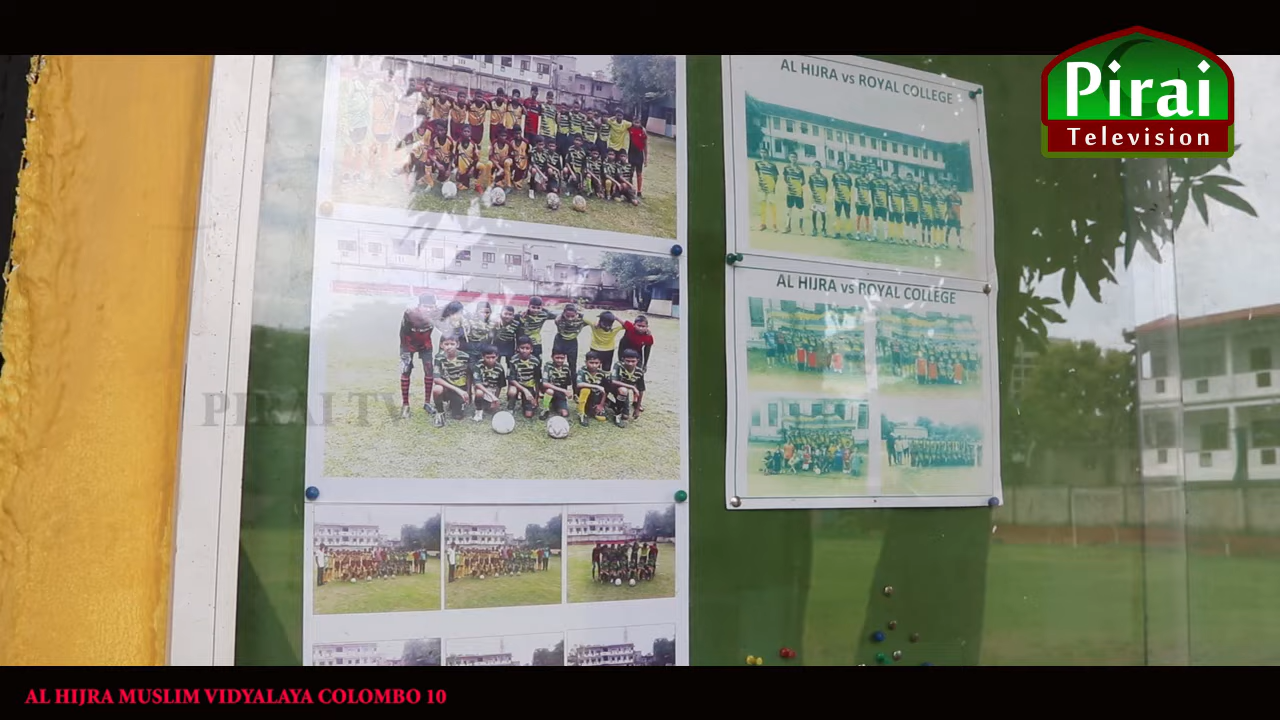 AL HIJRA vs ROYAL COLLEGE
Pirai
Television
AL HIJRA vs ROYAL COLLEGE
PIRAI TV
AL HIJRA MUSLIM VIDYALAYA COLOMBO 10